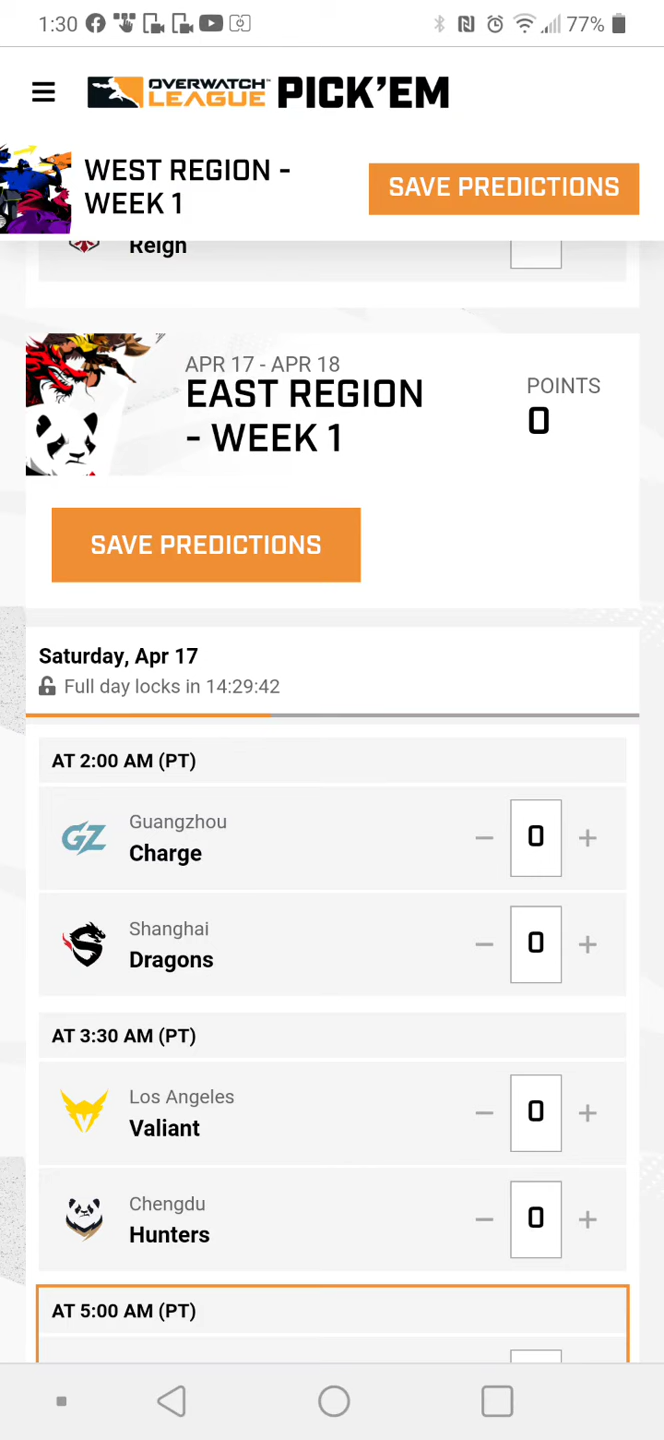 1:30 77%
OVERWATCH LEAGUE PICK'EM
WEST REGION -
WEEK 1
SAVE PREDICTIONS
Reign
APR 17 - APR 18
EAST REGION
- WEEK 1
POINTS
0
SAVE PREDICTIONS
Saturday, Apr 17
Full day locks in 14:29:42
AT 2:00 AM (PT)
Guangzhou
Charge
− 0 +
Shanghai
Dragons
− 0 +
AT 3:30 AM (PT)
Los Angeles
Valiant
− 0 +
Chengdu
Hunters
− 0 +
AT 5:00 AM (PT)